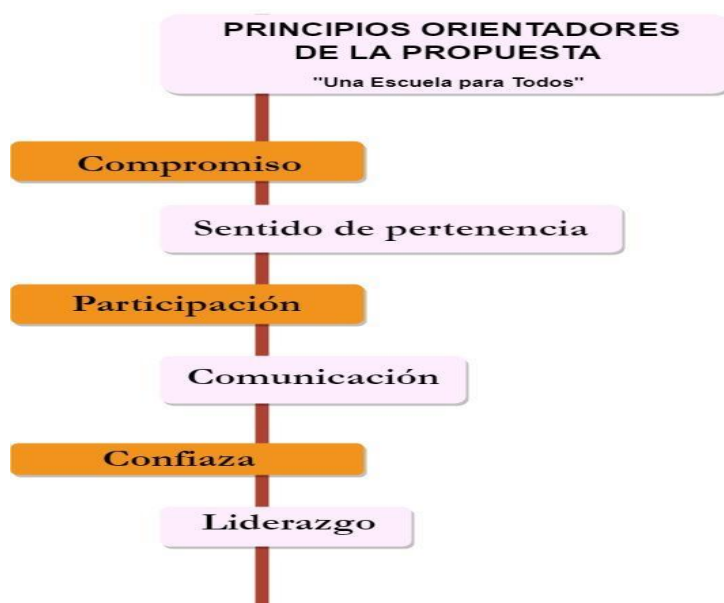 PRINCIPIOS ORIENTADORES
DE LA PROPUESTA
"Una Escuela para Todos"
Compromiso
Sentido de pertenencia
Participación
Comunicación
Confiaza
Liderazgo